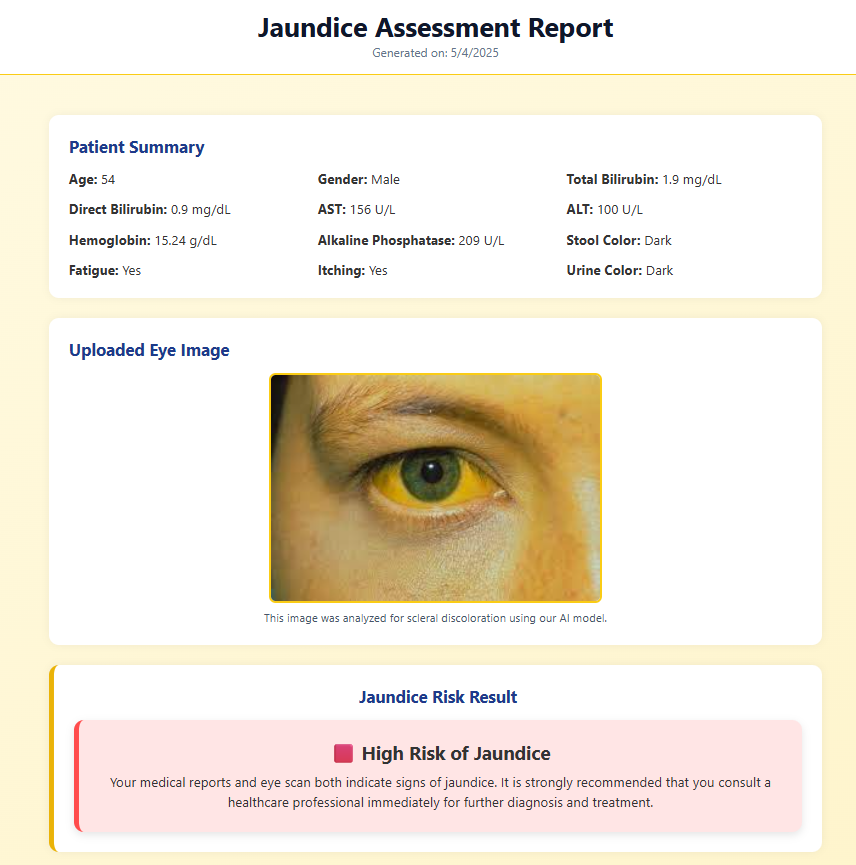 Jaundice Assessment Report
Generated on: 5/4/2025
Patient Summary
Age: 54
Gender: Male
Total Bilirubin: 1.9 mg/dL
Direct Bilirubin: 0.9 mg/dL
AST: 156 U/L
ALT: 100 U/L
Hemoglobin: 15.24 g/dL
Alkaline Phosphatase: 209 U/L
Stool Color: Dark
Fatigue: Yes
Itching: Yes
Urine Color: Dark
Uploaded Eye Image
This image was analyzed for scleral discoloration using our AI model.
Jaundice Risk Result
High Risk of Jaundice
Your medical reports and eye scan both indicate signs of jaundice. It is strongly recommended that you consult a
healthcare professional immediately for further diagnosis and treatment.